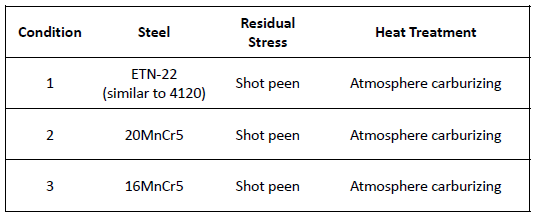 Condition Steel Residual Stress Heat Treatment
1 ETN-22 (similar to 4120) Shot peen Atmosphere carburizing
2 20MnCr5 Shot peen Atmosphere carburizing
3 16MnCr5 Shot peen Atmosphere carburizing